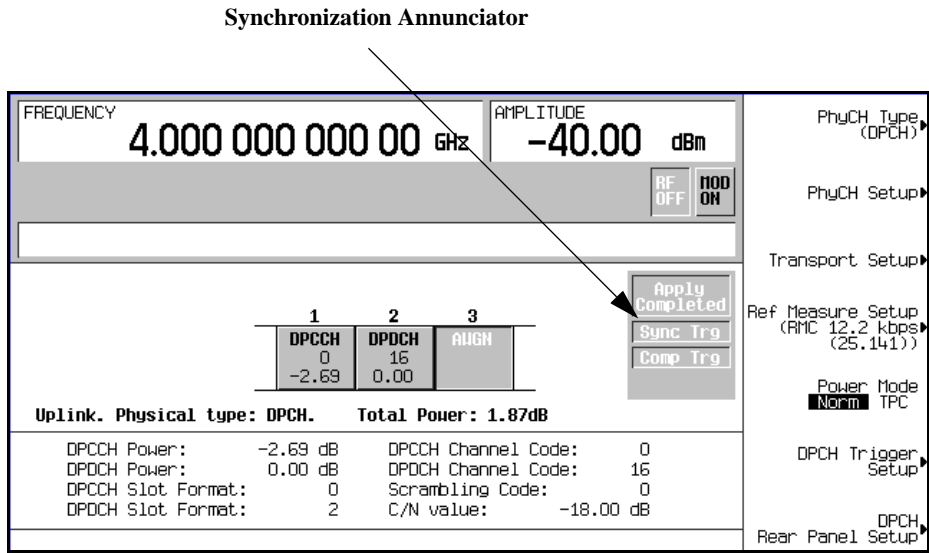 Synchronization Annunciator
FREQUENCY
4.000 000 000 00 GHz
AMPLITUDE
-40.00 dBm
RF OFF
MOD ON
Apply
Completed
Sync Trg
Comp Trg
1 2 3
DPCCH DPDCH AWGN
0 16
-2.69 0.00
Uplink. Physical type: DPCH. Total Power: 1.87dB
DPCCH Power: -2.69 dB DPCCH Channel Code: 0
DPDCH Power: 0.00 dB DPDCH Channel Code: 16
DPCCH Slot Format: 0 Scrambling Code: 0
DPDCH Slot Format: 2 C/N value: -18.00 dB
PhyCH Type
(DPCH)
PhyCH Setup
Transport Setup
Ref Measure Setup
(RMC 12.2 kbps
(25.141))
Power Mode
Norm TPC
DPCH Trigger
Setup
DPCH
Rear Panel Setup